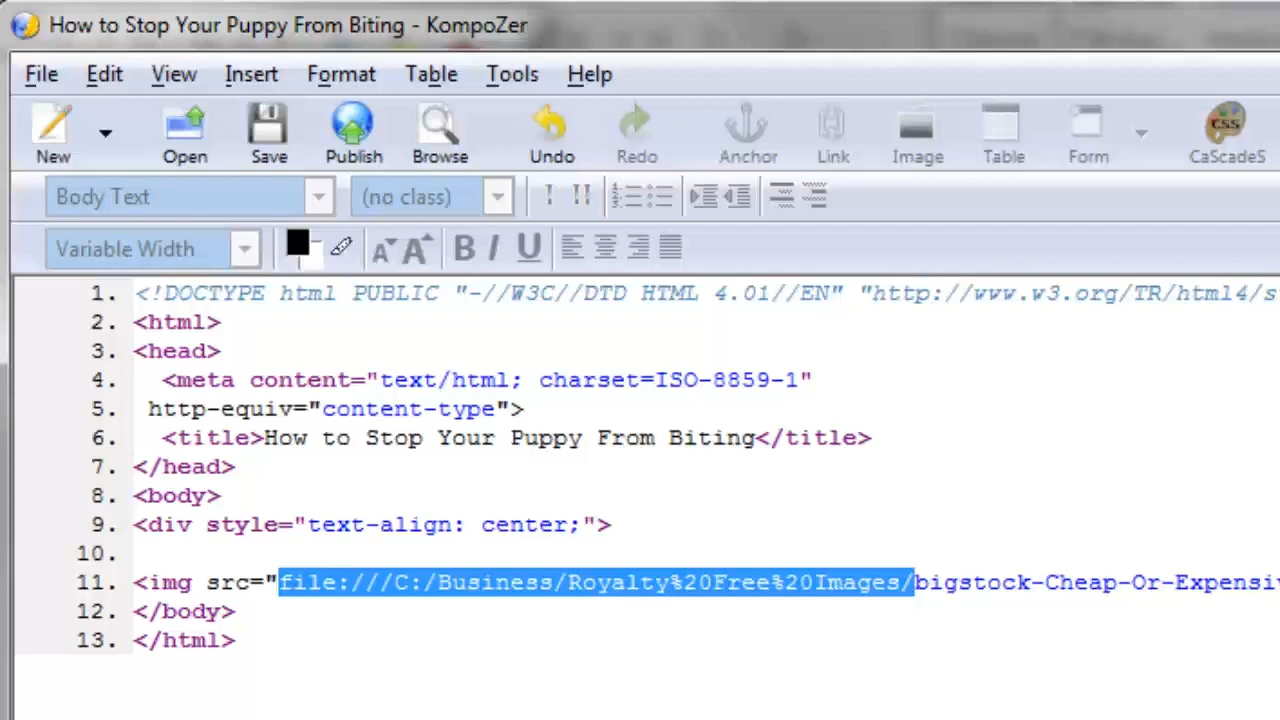 How to Stop Your Puppy From Biting - KompoZer
File Edit View Insert Format Table Tools Help
New Open Save Publish Browse Undo Redo Anchor Link Image Table Form CaScadeS
Body Text (no class)
Variable Width
1. <!DOCTYPE html PUBLIC "-//W3C//DTD HTML 4.01//EN" "http://www.w3.org/TR/html4/s
2. <html>
3. <head>
4. <meta content="text/html; charset=ISO-8859-1"
5. http-equiv="content-type">
6. <title>How to Stop Your Puppy From Biting</title>
7. </head>
8. <body>
9. <div style="text-align: center;">
10.
11. <img src="file:///C:/Business/Royalty%20Free%20Images/bigstock-Cheap-Or-Expensiv
12. </body>
13. </html>